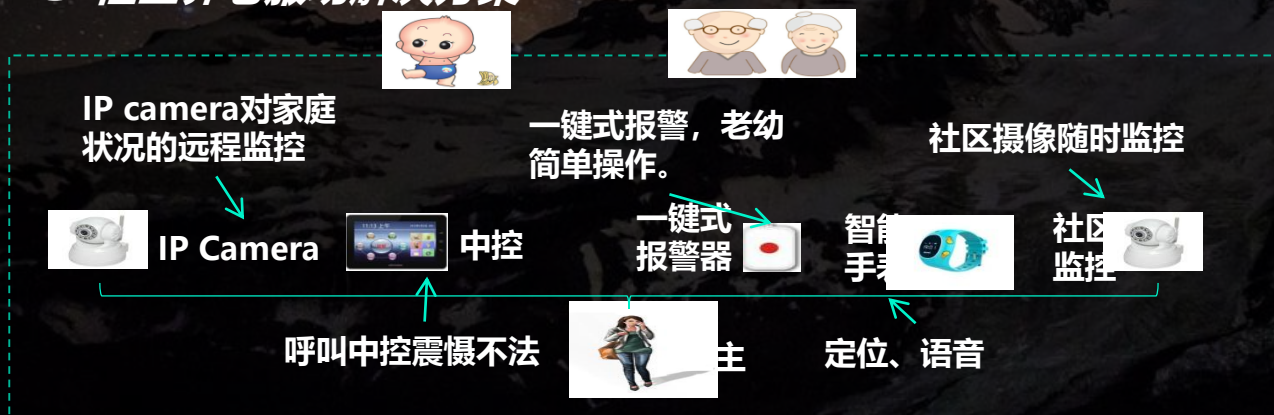 IP camera对家庭
状况的远程监控
一键式报警，老幼
简单操作。
社区摄像随时监控
IP Camera
中控
一键式
报警器
智能
手表
社区
监控
呼叫中控震慑不法
主
定位、语音